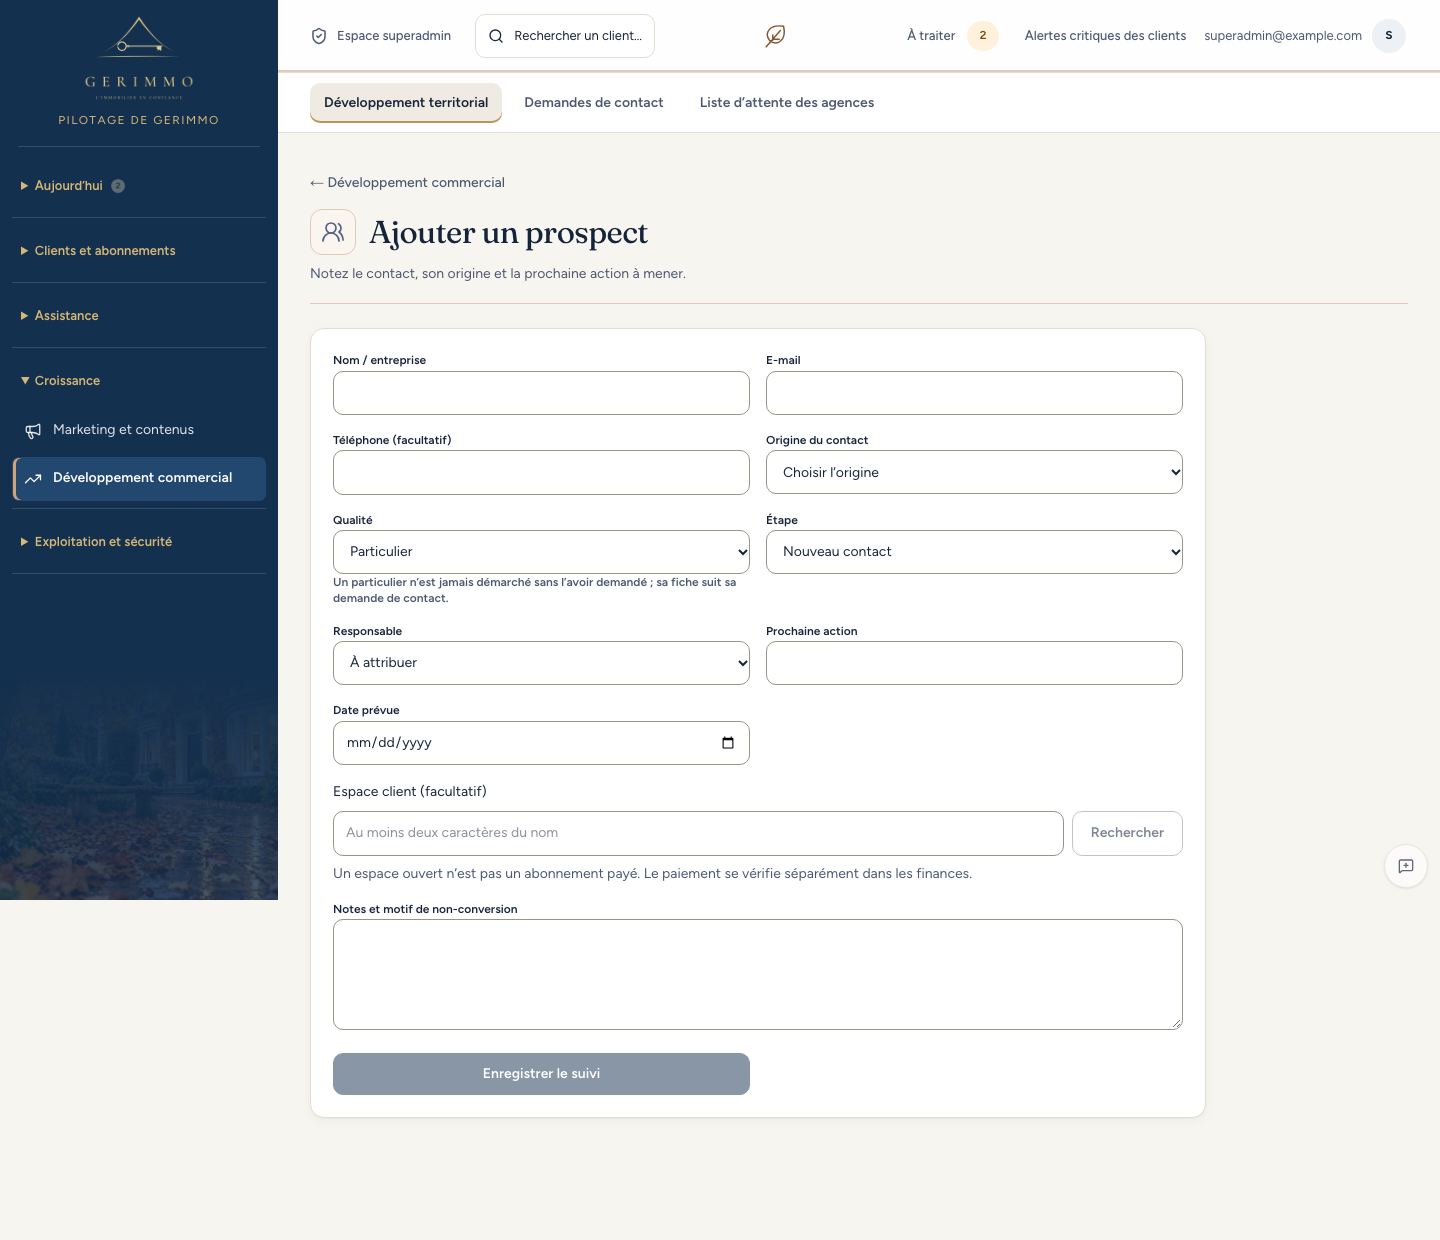 GERIMMO
PILOTAGE DE GERIMMO
Aujourd’hui 2
Clients et abonnements
Assistance
Croissance
Marketing et contenus
Développement commercial
Exploitation et sécurité
Espace superadmin
Rechercher un client...
À traiter 2
Alertes critiques des clients
superadmin@example.com
S
Développement territorial
Demandes de contact
Liste d’attente des agences
← Développement commercial
Ajouter un prospect
Notez le contact, son origine et la prochaine action à mener.
Nom / entreprise
E-mail
Téléphone (facultatif)
Origine du contact
Choisir l’origine
Qualité
Étape
Particulier
Nouveau contact
Un particulier n’est jamais démarché sans l’avoir demandé ; sa fiche suit sa
demande de contact.
Responsable
Prochaine action
À attribuer
Date prévue
mm/dd/yyyy
Espace client (facultatif)
Au moins deux caractères du nom
Rechercher
Un espace ouvert n’est pas un abonnement payé. Le paiement se vérifie séparément dans les finances.
Notes et motif de non-conversion
Enregistrer le suivi